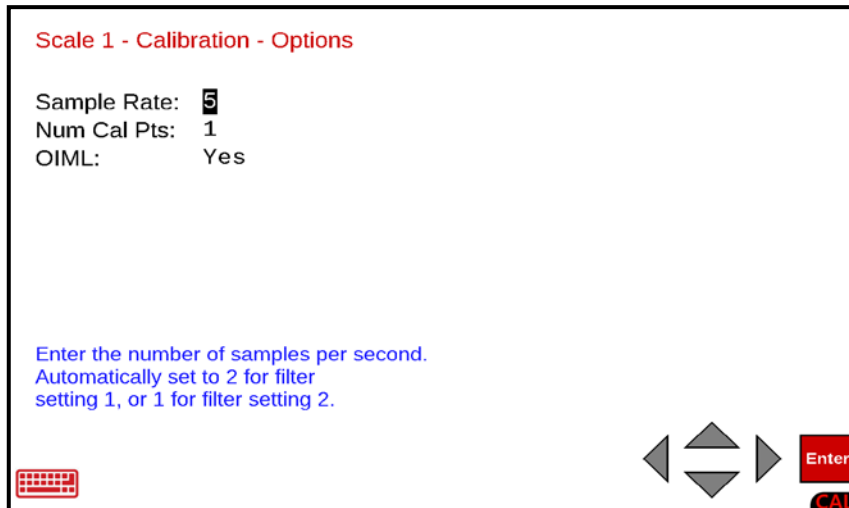 Scale 1 - Calibration - Options
Sample Rate: 5
Num Cal Pts: 1
OIML: Yes
Enter the number of samples per second.
Automatically set to 2 for filter
setting 1, or 1 for filter setting 2.
Enter
CAL